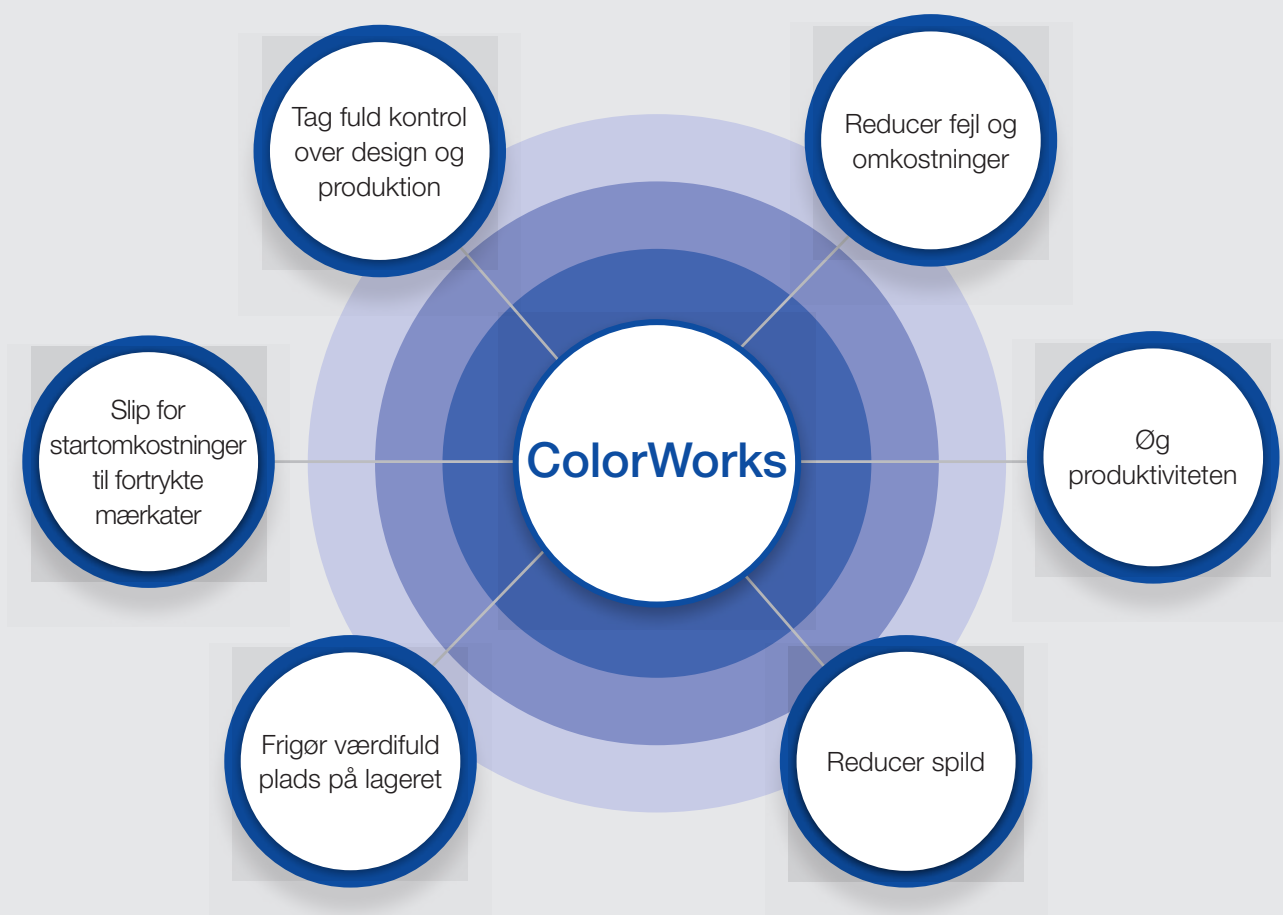 Tag fuld kontrol
over design og
produktion
Reducer fejl og
omkostninger
Slip for
startomkostninger
til fortrykte
mærkater
ColorWorks
Øg
produktiviteten
Frigør værdifuld
plads på lageret
Reducer spild